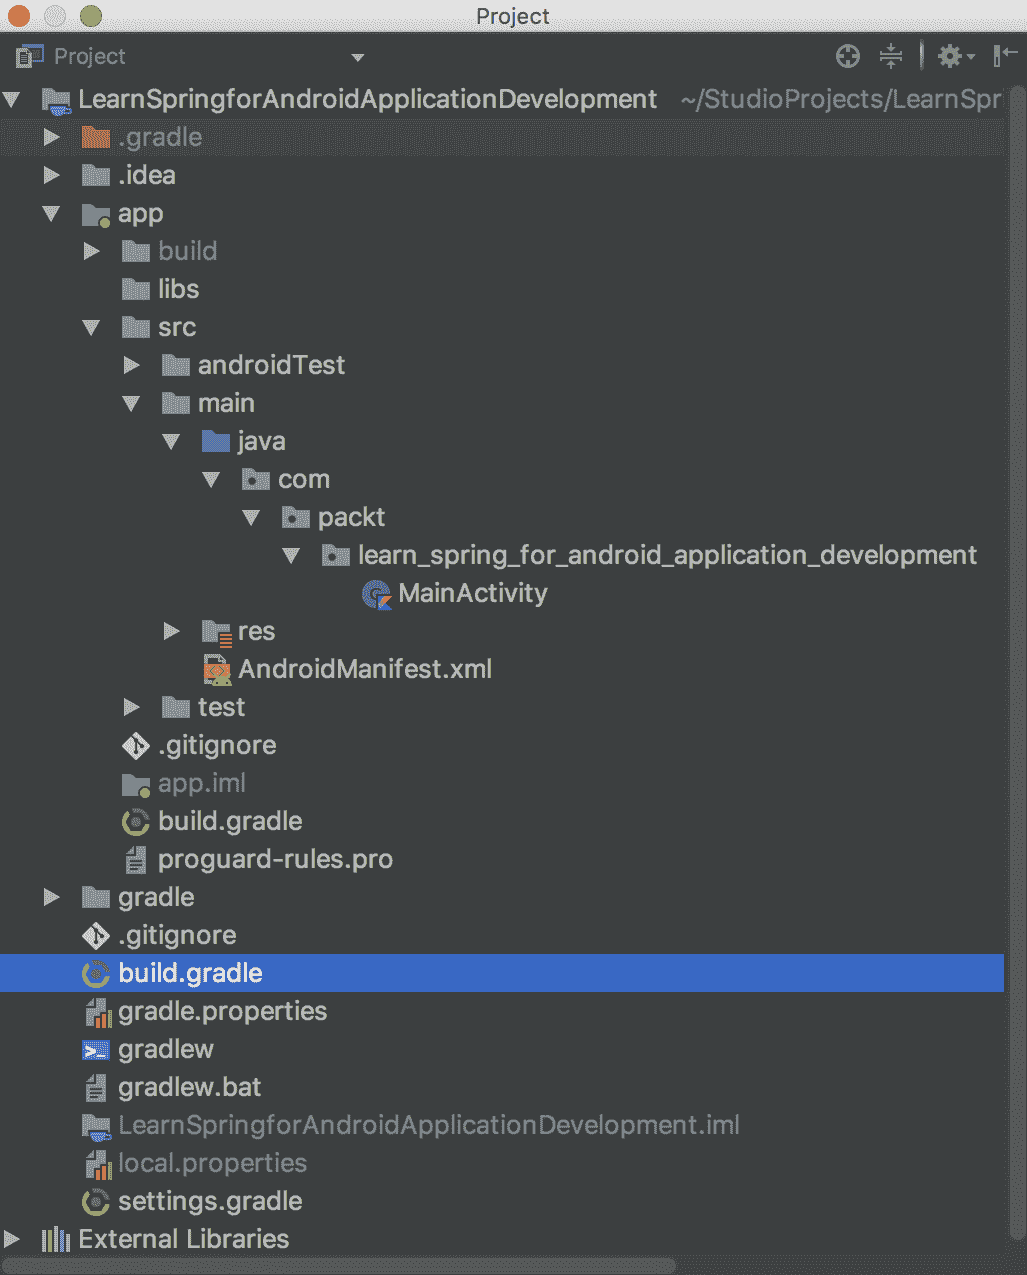 Project
Project
LearnSpringforAndroidApplicationDevelopment ~/StudioProjects/LearnSpri
.gradle
.idea
app
build
libs
src
androidTest
main
java
com
packt
learn_spring_for_android_application_development
MainActivity
res
AndroidManifest.xml
test
.gitignore
app.iml
build.gradle
proguard-rules.pro
gradle
.gitignore
build.gradle
gradle.properties
gradlew
gradlew.bat
LearnSpringforAndroidApplicationDevelopment.iml
local.properties
settings.gradle
External Libraries